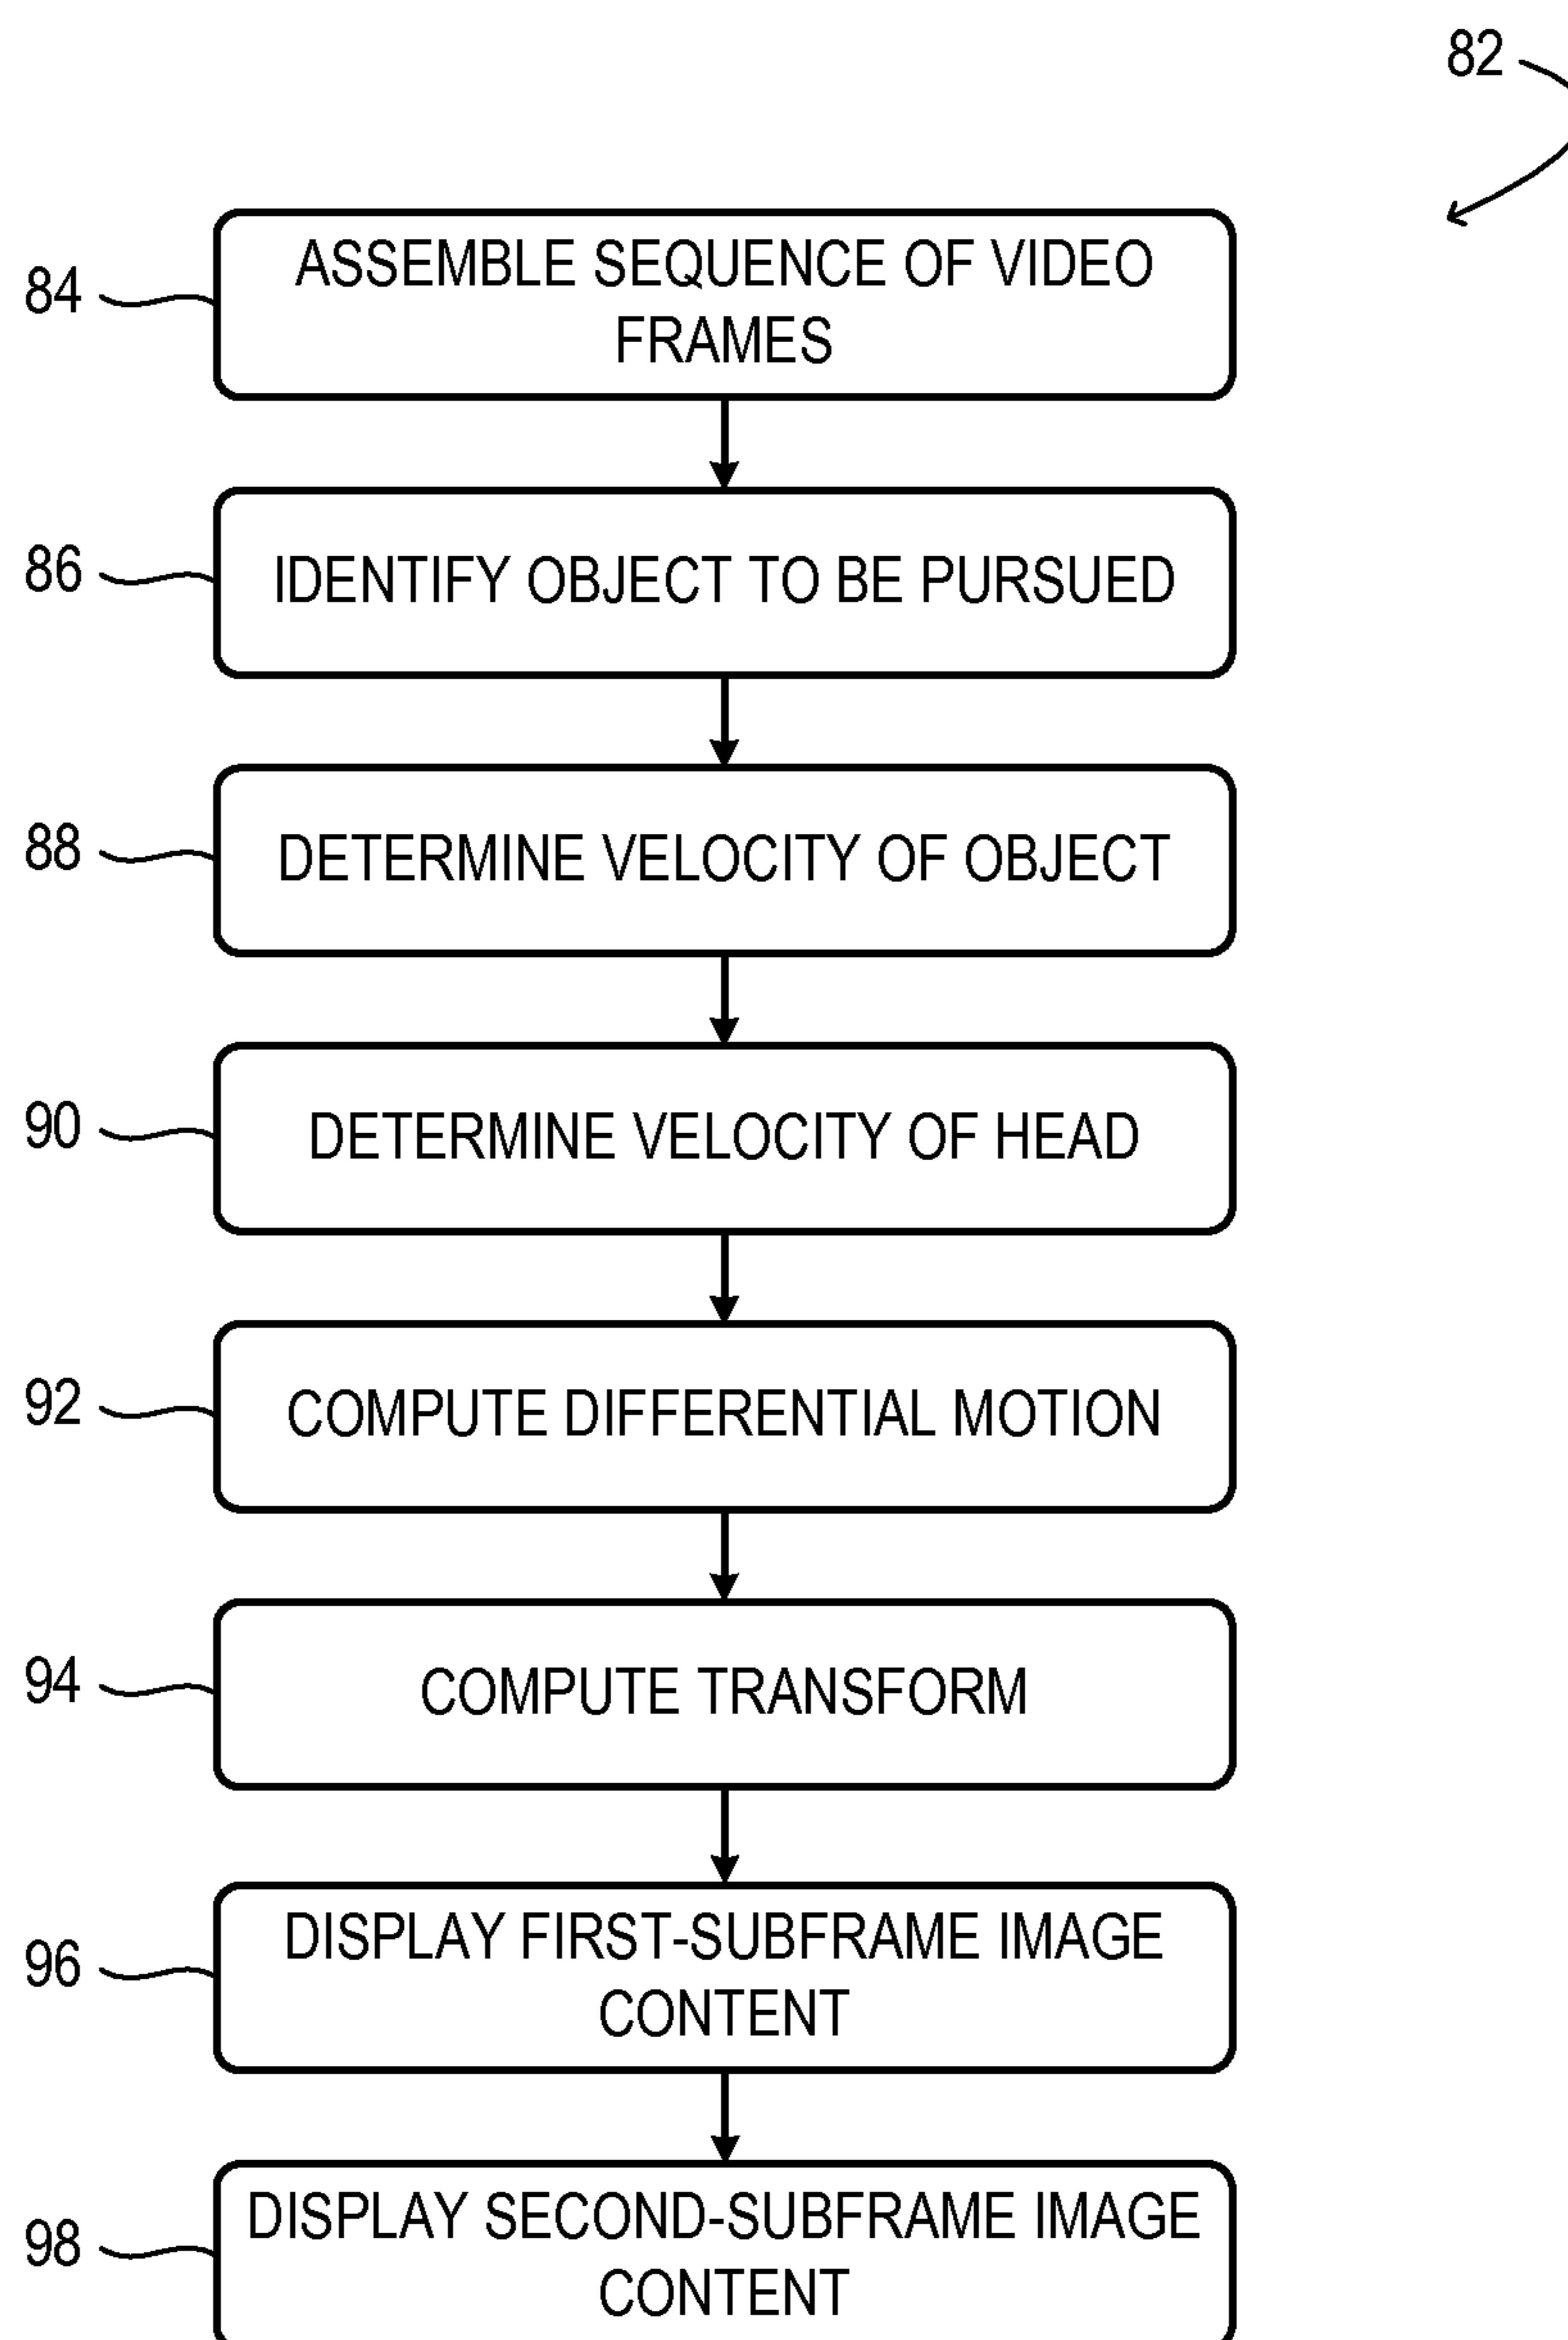 82
84
ASSEMBLE SEQUENCE OF VIDEO
FRAMES
86
IDENTIFY OBJECT TO BE PURSUED
88
DETERMINE VELOCITY OF OBJECT
90
DETERMINE VELOCITY OF HEAD
92
COMPUTE DIFFERENTIAL MOTION
94
COMPUTE TRANSFORM
96
DISPLAY FIRST-SUBFRAME IMAGE
CONTENT
98
DISPLAY SECOND-SUBFRAME IMAGE
CONTENT